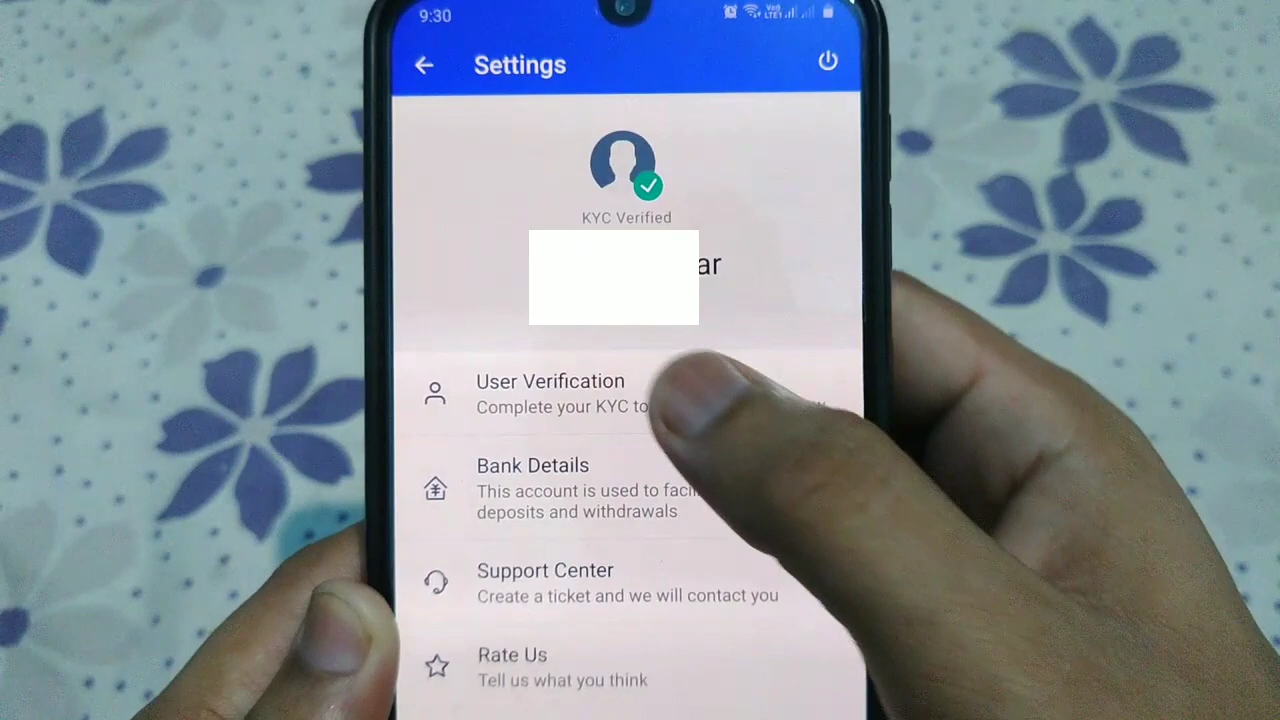 9:30
Settings
KYC Verified
ar
User Verification
Complete your KYC to
Bank Details
This account is used to
deposits and withdrawals
Support Center
Create a ticket and we will contact you
Rate Us
Tell us what you think